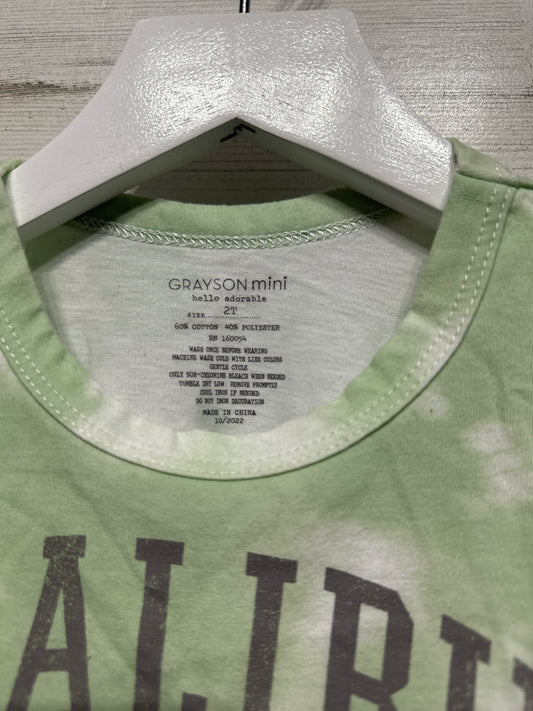 GRAYSON mini
hello adorable
SIZE..........2T..........
60% COTTON 40% POLYESTER
RN 160054
WASH ONCE BEFORE WEARING
MACHINE WASH COLD WITH LIKE COLORS
GENTLE CYCLE
ONLY NON-CHLORINE BLEACH WHEN NEEDED
TUMBLE DRY LOW. REMOVE PROMPTLY
COOL IRON IF NEEDED
DO NOT IRON DECORATION
MADE IN CHINA
10/2022
ALIBU